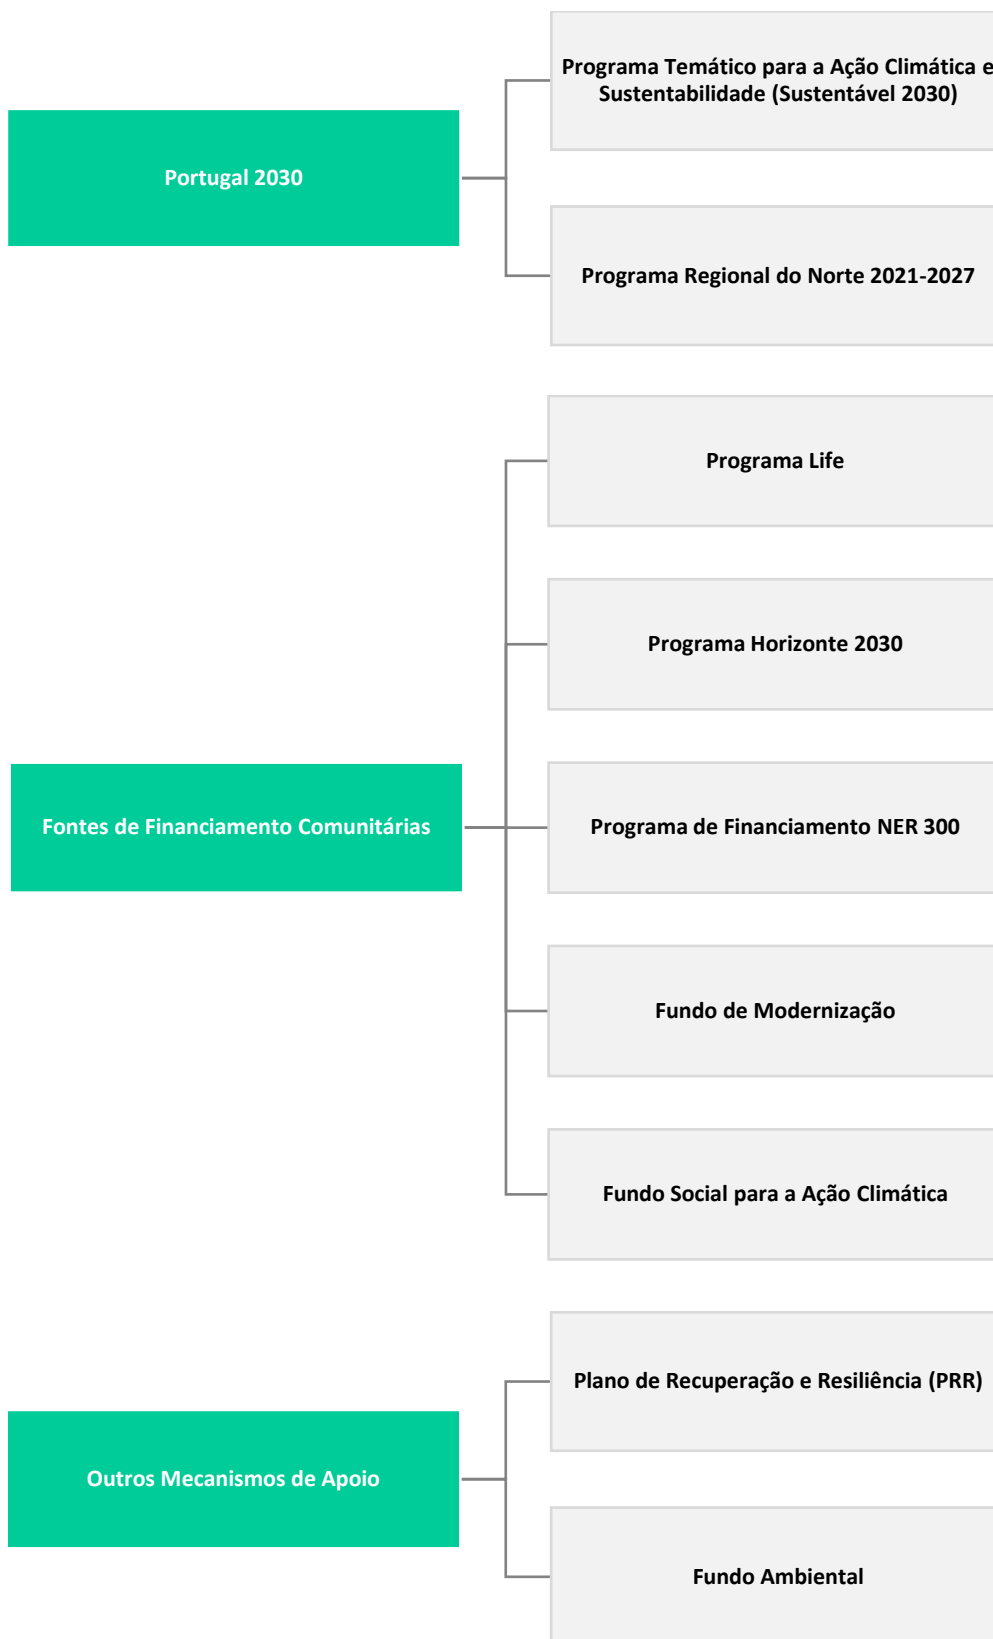 Portugal 2030
Programa Temático para a Ação Climática e
Sustentabilidade (Sustentável 2030)
Programa Regional do Norte 2021-2027
Fontes de Financiamento Comunitárias
Programa Life
Programa Horizonte 2030
Programa de Financiamento NER 300
Fundo de Modernização
Fundo Social para a Ação Climática
Outros Mecanismos de Apoio
Plano de Recuperação e Resiliência (PRR)
Fundo Ambiental